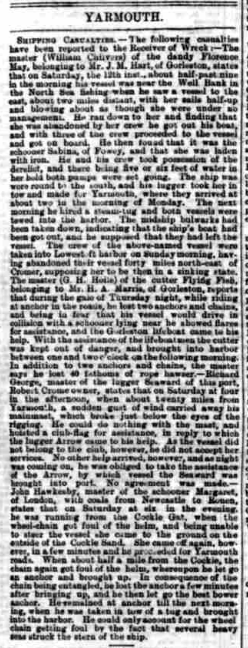 YARMOUTH.
SHIPPING CASUALTIES.—The following casualties
have been reported to the Receiver of Wreck:—The
master (William Chivers) of the dandy Florence
May, belonging to Mr. J. M. Hart, of Gorleston, states
that on Saturday, the 12th inst., about half-past nine
in the morning his vessel was near the Well Bank in
the North Sea fishing when he saw a vessel to the
east, about two miles distant, with her sails half-up
and blowing about as though she were under no
management. He ran down to her and finding that
she was abandoned by her crew he got out his boat,
and with three of the crew proceeded to the vessel
and got on board. He then found that it was the
schooner Sabina, of Fowey, and that she was laden
with iron. He and his crew took possession of the
derelict, and there being five or six feet of water in
her hold both pumps were set going. The ship was
wore round to the south, and his lugger took her in
tow and made for Yarmouth, where they arrived at
about two in the morning of Monday. The next
morning he hired a steam-tug and both vessels were
towed into the harbor. The midship bulwarks had
been taken down, indicating that the ship's boat had
been got out, and he supposed that they had left the
vessel. The crew of the above-named vessel were
taken into Lowestoft harbor on Sunday morning, hav-
ing abandoned their vessel forty miles north-east of
Cromer, supposing her to be then in a sinking state.
The master (G. H. Holls) of the cutter Flying Fish,
belonging to Mr. H. A. Marris, of Gorleston, reports
that during the gale of Thursday night, while riding
at anchor in the roads, he lost two anchors and chains,
and being in fear that his vessel would drive in
collision with a schooner lying near he showed flares
for assistance, and the Gorleston lifeboat came to his
help. With the assistance of the lifeboatmen the cutter
was kept out of danger, and brought into harbor
between one and two o'clock on the following morning.
In addition to two anchors and chains, the master
says he lost 40 fathoms of rope hawser.—Richard
George, master of the lugger Seaward of this port,
Robert Crome owner, states that on Saturday at four
in the afternoon, when about twenty miles from
Yarmouth, a sudden gust of wind carried away his
mainmast, which broke just below the eyes of the
rigging. He could do nothing with the mast, and
hoisted a club flag for assistance, in reply to which
the lugger Arrow came to his help. As the vessel did
not belong to the club, however, he did not accept her
services. No other help arrived, however, and as night
was coming on, he was obliged to take the assistance
of the Arrow, by which vessel the Seaward was
brought into port. No agreement was made.—
John Hawkesby, master of the schooner Margaret,
of London, with coals from Newcastle to Rouen,
states that on Saturday at six in the evening,
he was running from the Cockle Gat, when the
wheel-chain got foul of the helm, and being unable
to steer the vessel she came to the ground on the
outside of the Cockle Sand. She came off again, how-
ever, in a few minutes and he proceeded for Yarmouth
roads. When about half a mile from the Cockle, the
chain again got foul of the helm, whereupon he let go
an anchor and brought up. In consequence of the
chain being entangled, he lost the anchor a few minutes
after bringing up, and he then let go the best bower
anchor. He remained at anchor till the next morn-
ing, when he was taken in tow of a tug and brought
into the harbor. He could only account for the wheel
chain getting foul by the fact that several heavy
seas struck the stern of the ship.